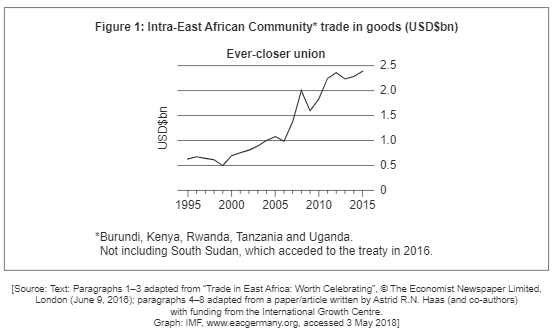 Figure 1: Intra-East African Community* trade in goods (USD$bn)
Ever-closer union
2.5
2.0
1.5
1.0
0.5
0
USD$bn
1995 2000 2005 2010 2015
*Burundi, Kenya, Rwanda, Tanzania and Uganda.
Not including South Sudan, which acceded to the treaty in 2016.
[Source: Text: Paragraphs 1–3 adapted from “Trade in East Africa: Worth Celebrating”, © The Economist Newspaper Limited,
London (June 9, 2016); paragraphs 4–8 adapted from a paper/article written by Astrid R.N. Haas (and co-authors)
with funding from the International Growth Centre.
Graph: IMF, www.eacgermany.org, accessed 3 May 2018]